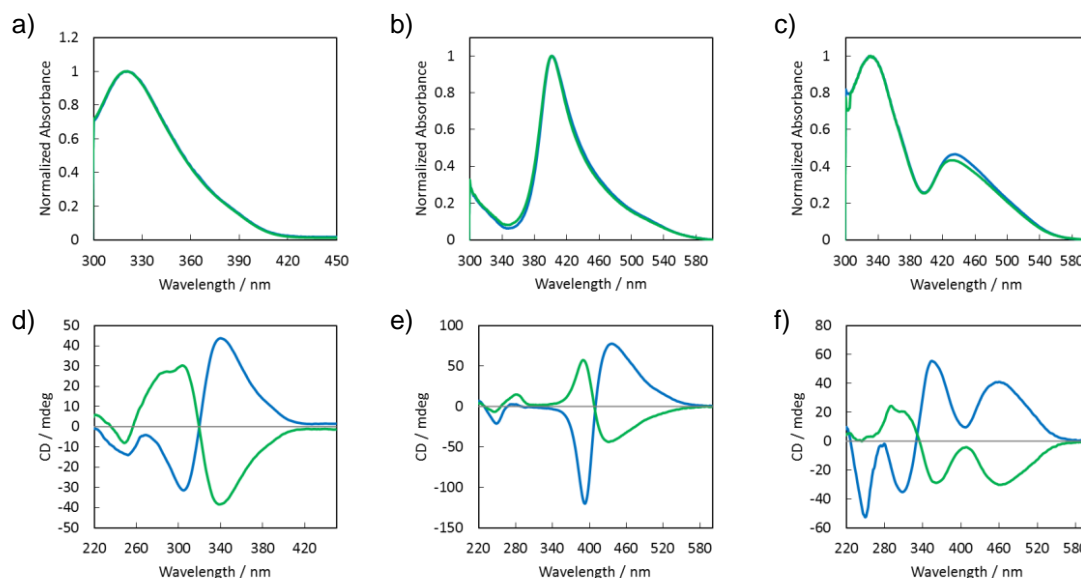 a)
b)
c)
1.2
1
0.8
0.6
0.4
0.2
0
Normalized Absorbance
300 330 360 390 420 450
Wavelength / nm
1
0.8
0.6
0.4
0.2
0
Normalized Absorbance
300 340 380 420 460 500 540 580
Wavelength / nm
1
0.8
0.6
0.4
0.2
0
Normalized Absorbance
300 340 380 420 460 500 540 580
Wavelength / nm
d)
e)
f)
50
40
30
20
10
0
-10
-20
-30
-40
-50
CD / mdeg
220 260 300 340 380 420
Wavelength / nm
100
50
0
-50
-100
-150
CD / mdeg
220 280 340 400 460 520 580
Wavelength / nm
80
60
40
20
0
-20
-40
-60
CD / mdeg
220 280 340 400 460 520 580
Wavelength / nm